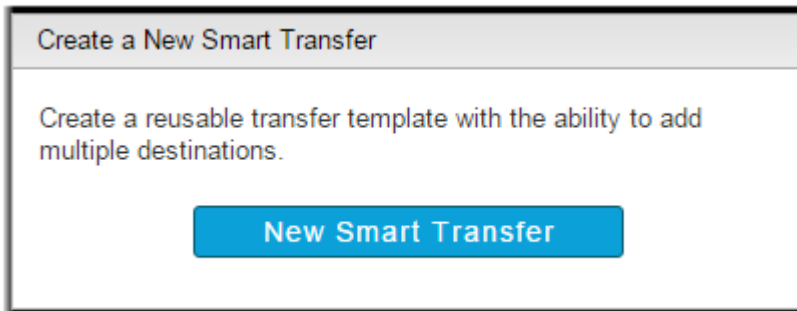 Create a New Smart Transfer
Create a reusable transfer template with the ability to add
multiple destinations.
New Smart Transfer